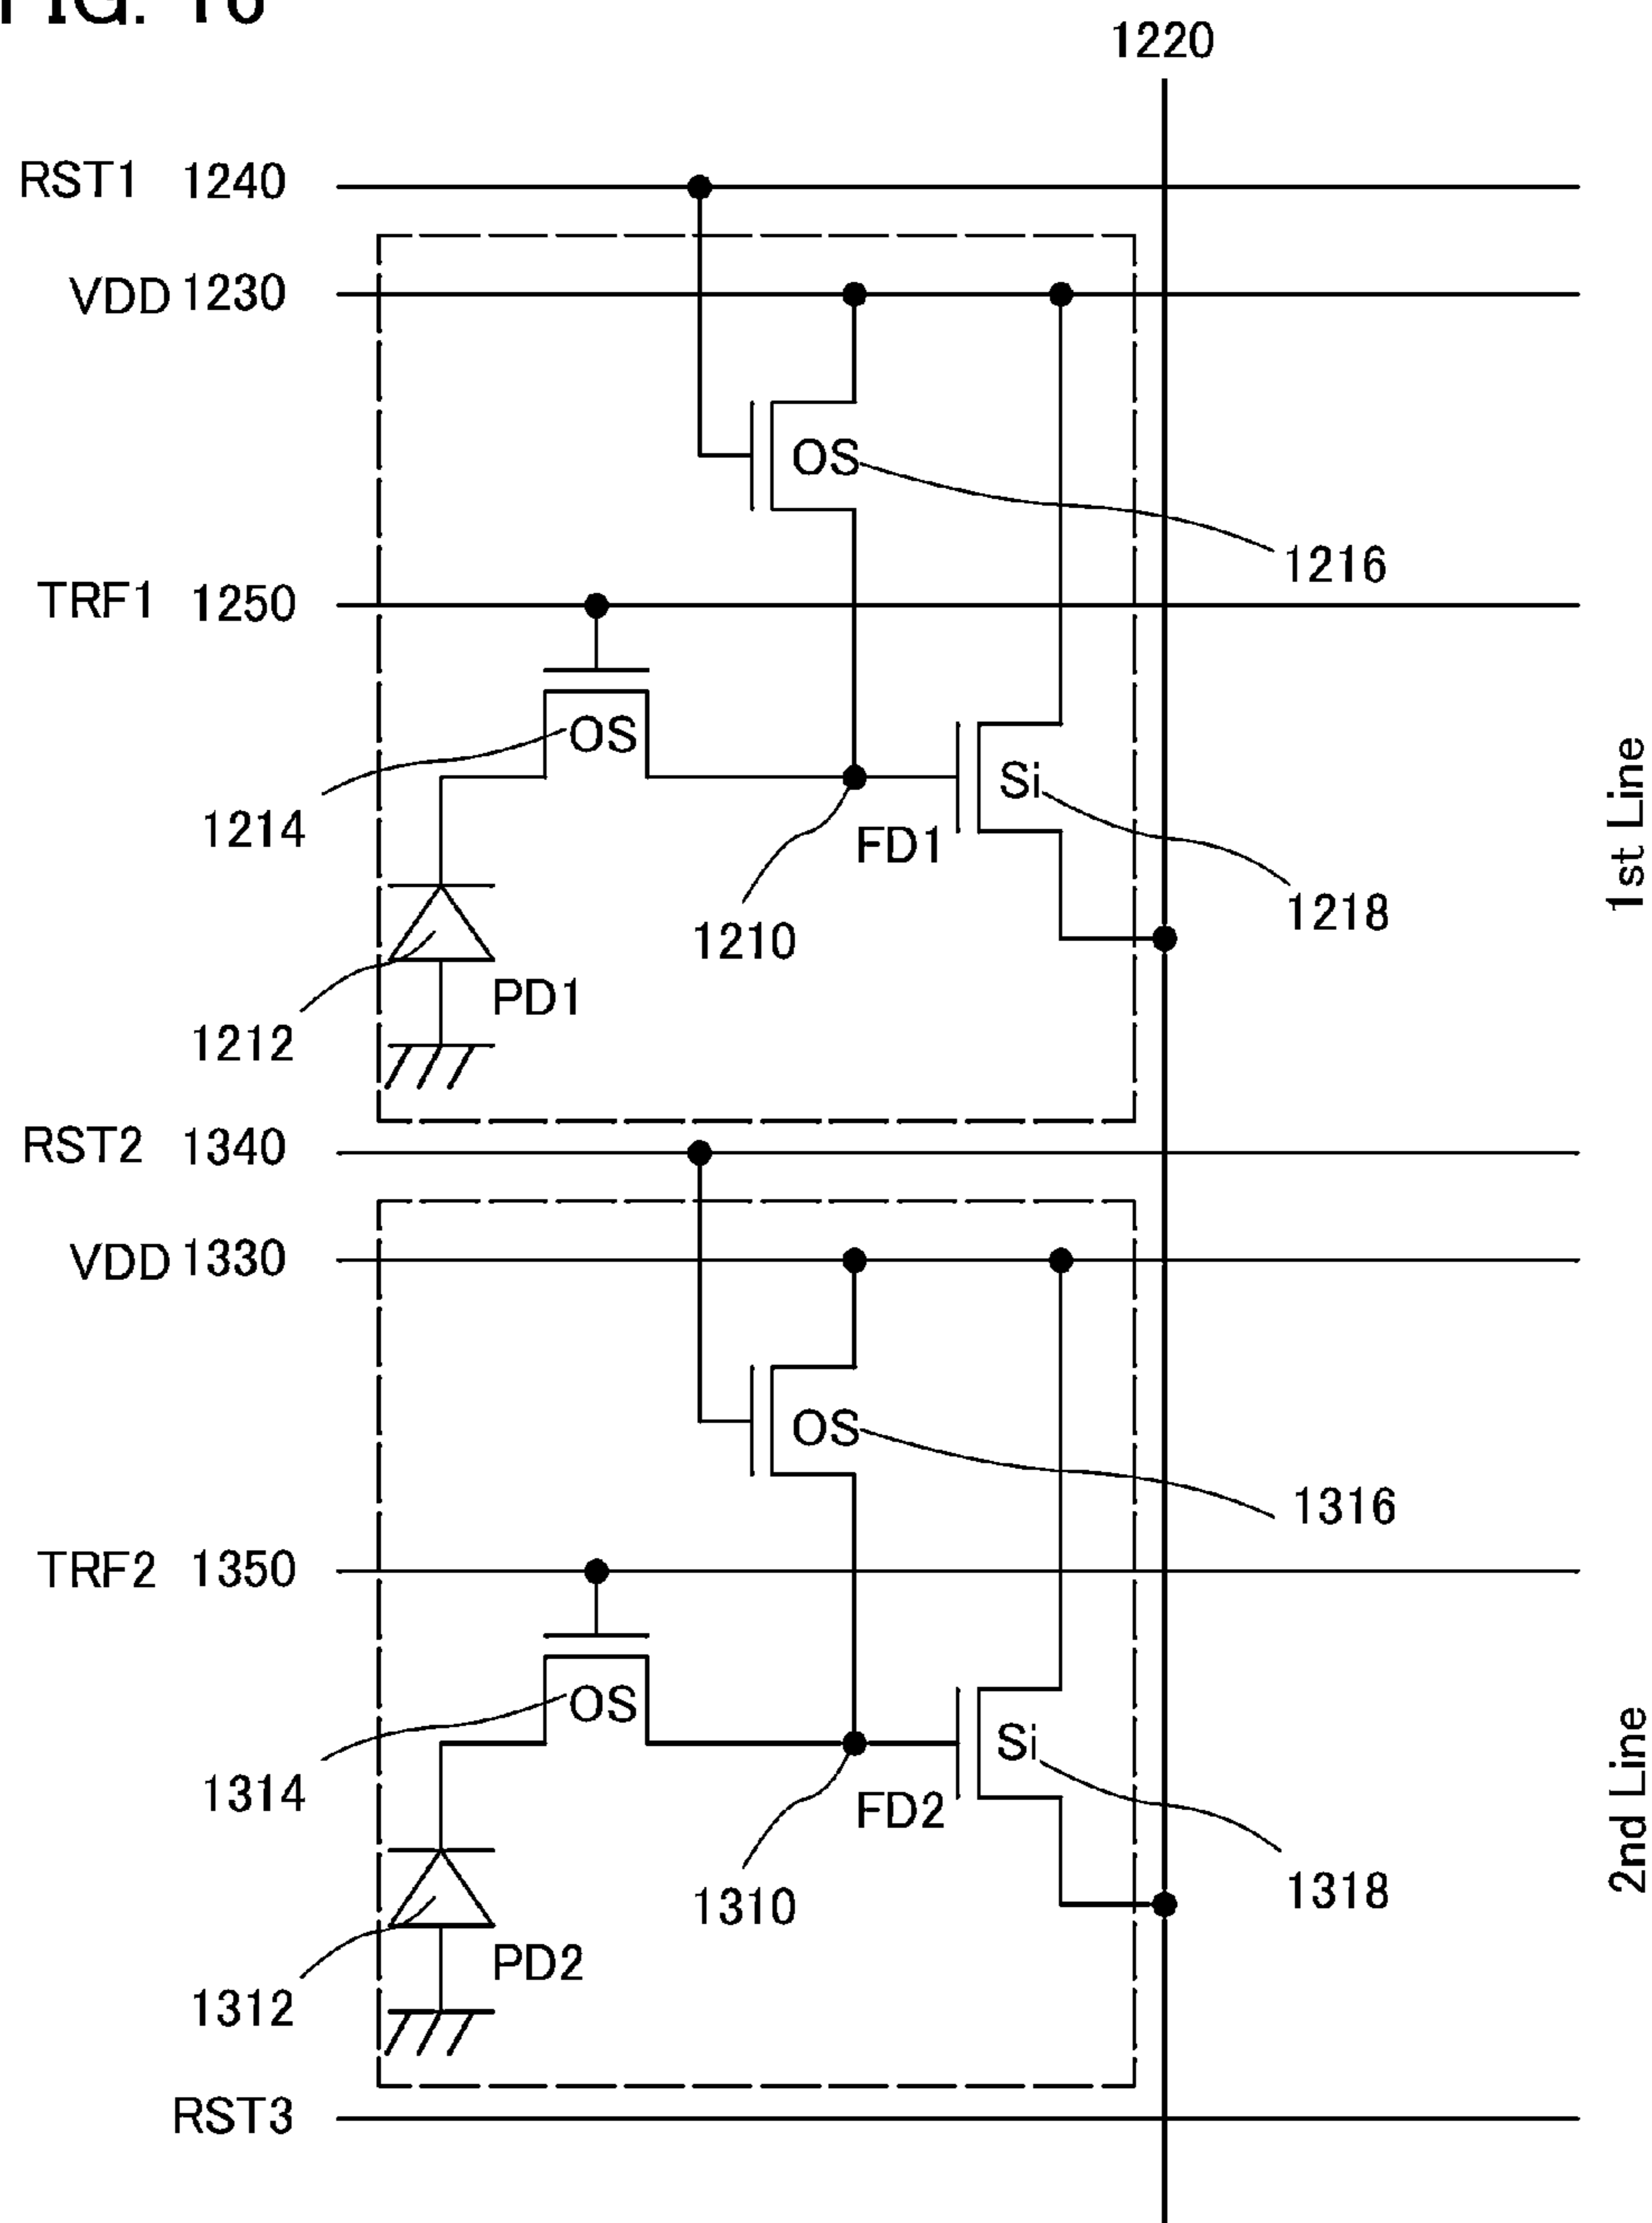 FIG.
1220
RST1 1240
VDD 1230
OS
1216
TRF1 1250
OS
Si
1214
FD1
1210
1218
1st Line
PD1
1212
RST2 1340
VDD 1330
OS
1316
TRF2 1350
OS
Si
1314
FD2
1310
1318
2nd Line
PD2
1312
RST3